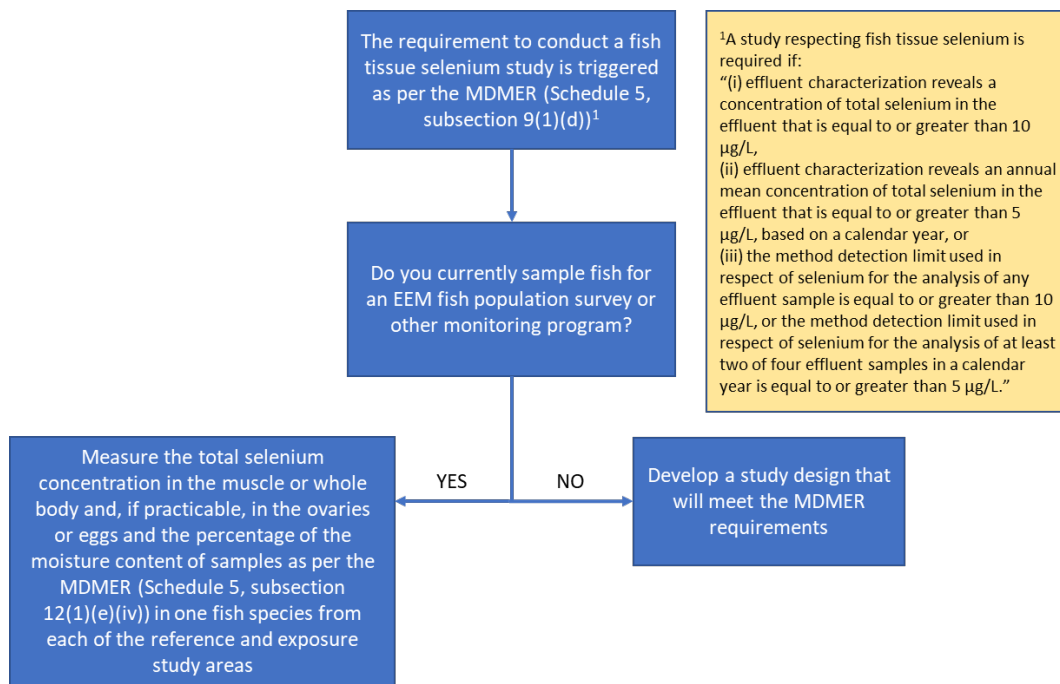 The requirement to conduct a fish
tissue selenium study is triggered
as per the MDMER (Schedule 5,
subsection 9(1)(d))¹
¹A study respecting fish tissue selenium is
required if:
“(i) effluent characterization reveals a
concentration of total selenium in the
effluent that is equal to or greater than 10
µg/L,
(ii) effluent characterization reveals an annual
mean concentration of total selenium in the
effluent that is equal to or greater than 5
µg/L, based on a calendar year, or
(iii) the method detection limit used in
respect of selenium for the analysis of any
effluent sample is equal to or greater than 10
µg/L, or the method detection limit used in
respect of selenium for the analysis of at least
two of four effluent samples in a calendar
year is equal to or greater than 5 µg/L.”
Do you currently sample fish for
an EEM fish population survey or
other monitoring program?
YES
NO
Measure the total selenium
concentration in the muscle or whole
body and, if practicable, in the ovaries
or eggs and the percentage of the
moisture content of samples as per the
MDMER (Schedule 5, subsection
12(1)(e)(iv)) in one fish species from
each of the reference and exposure
study areas
Develop a study design that
will meet the MDMER
requirements